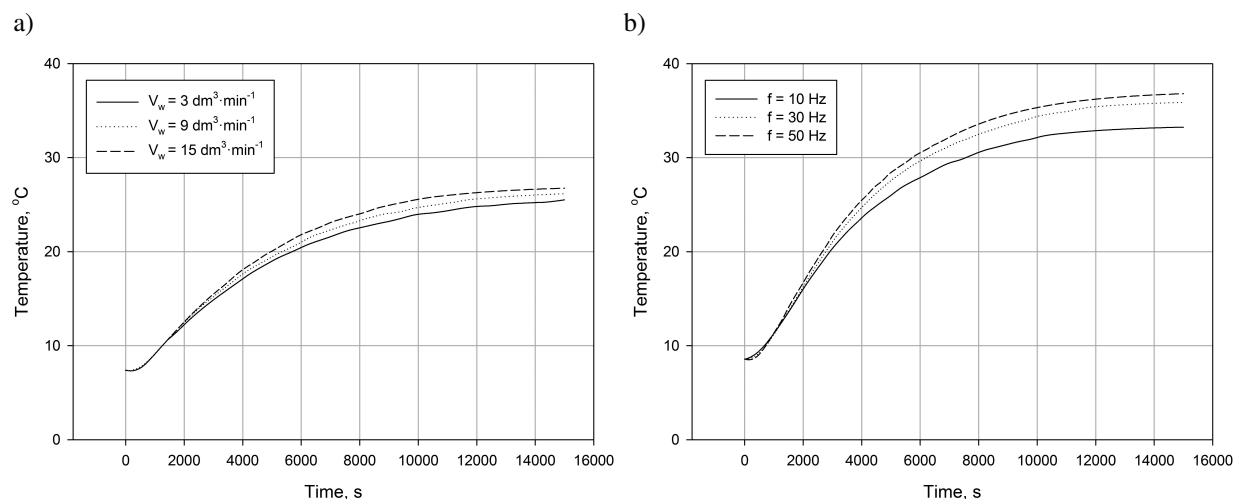 a)
40
30
20
10
0
Temperature, °C
V_w = 3 dm³·min⁻¹
V_w = 9 dm³·min⁻¹
V_w = 15 dm³·min⁻¹
0 2000 4000 6000 8000 10000 12000 14000 16000
Time, s
b)
40
30
20
10
0
Temperature, °C
f = 10 Hz
f = 30 Hz
f = 50 Hz
0 2000 4000 6000 8000 10000 12000 14000 16000
Time, s